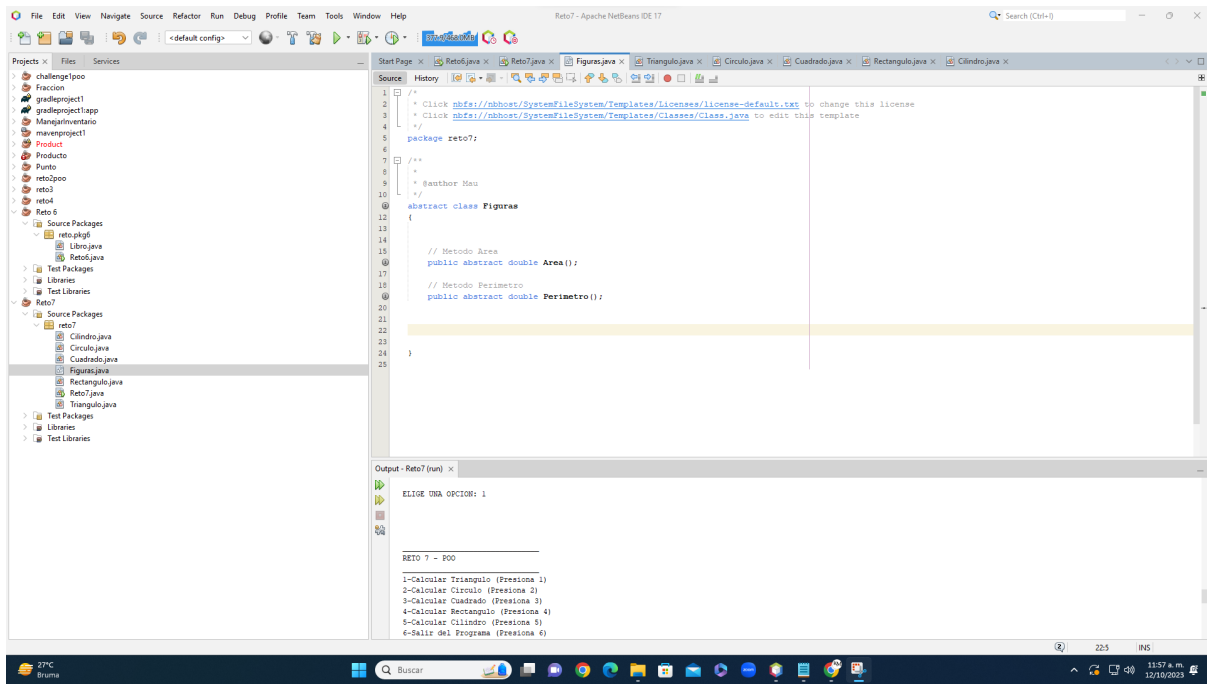 File Edit View Navigate Source Refactor Run Debug Profile Team Tools Window Help
Reto7 - Apache NetBeans IDE 17
Search (Ctrl+I)
<default config>
Projects
Files
Services
challenge1poo
Fraccion
gradleproject1
gradleproject1:app
ManejarInventario
mavenproject1
Product
Producto
Punto
reto2poo
reto3
reto4
Reto 6
Source Packages
reto.pkg6
Libro.java
Reto6.java
Test Packages
Libraries
Test Libraries
Reto7
Source Packages
reto7
Cilindro.java
Circulo.java
Cuadrado.java
Figuras.java
Rectangulo.java
Reto7.java
Triangulo.java
Test Packages
Libraries
Test Libraries
Start Page Reto6.java Reto7.java Figuras.java Triangulo.java Circulo.java Cuadrado.java Rectangulo.java Cilindro.java
Source History
1 /*
2 * Click nbfs://nbhost/SystemFileSystem/Templates/Licenses/license-default.txt to change this license
3 * Click nbfs://nbhost/SystemFileSystem/Templates/Classes/Class.java to edit this template
4 */
5 package reto7;
6
7 /**
8 *
9 * @author Mau
10 */
abstract class Figuras
12 {
13
14
15 // Metodo Area
public abstract double Area();
17
18 // Metodo Perimetro
public abstract double Perimetro();
20
21
22
23
24 }
25
Output - Reto7 (run)
ELIGE UNA OPCION: 1
RETO 7 - POO
1-Calcular Triangulo (Presiona 1)
2-Calcular Circulo (Presiona 2)
3-Calcular Cuadrado (Presiona 3)
4-Calcular Rectangulo (Presiona 4)
5-Calcular Cilindro (Presiona 5)
6-Salir del Programa (Presiona 6)
2
22:5
INS
27°C
Bruma
Buscar
11:57 a. m.
12/10/2023